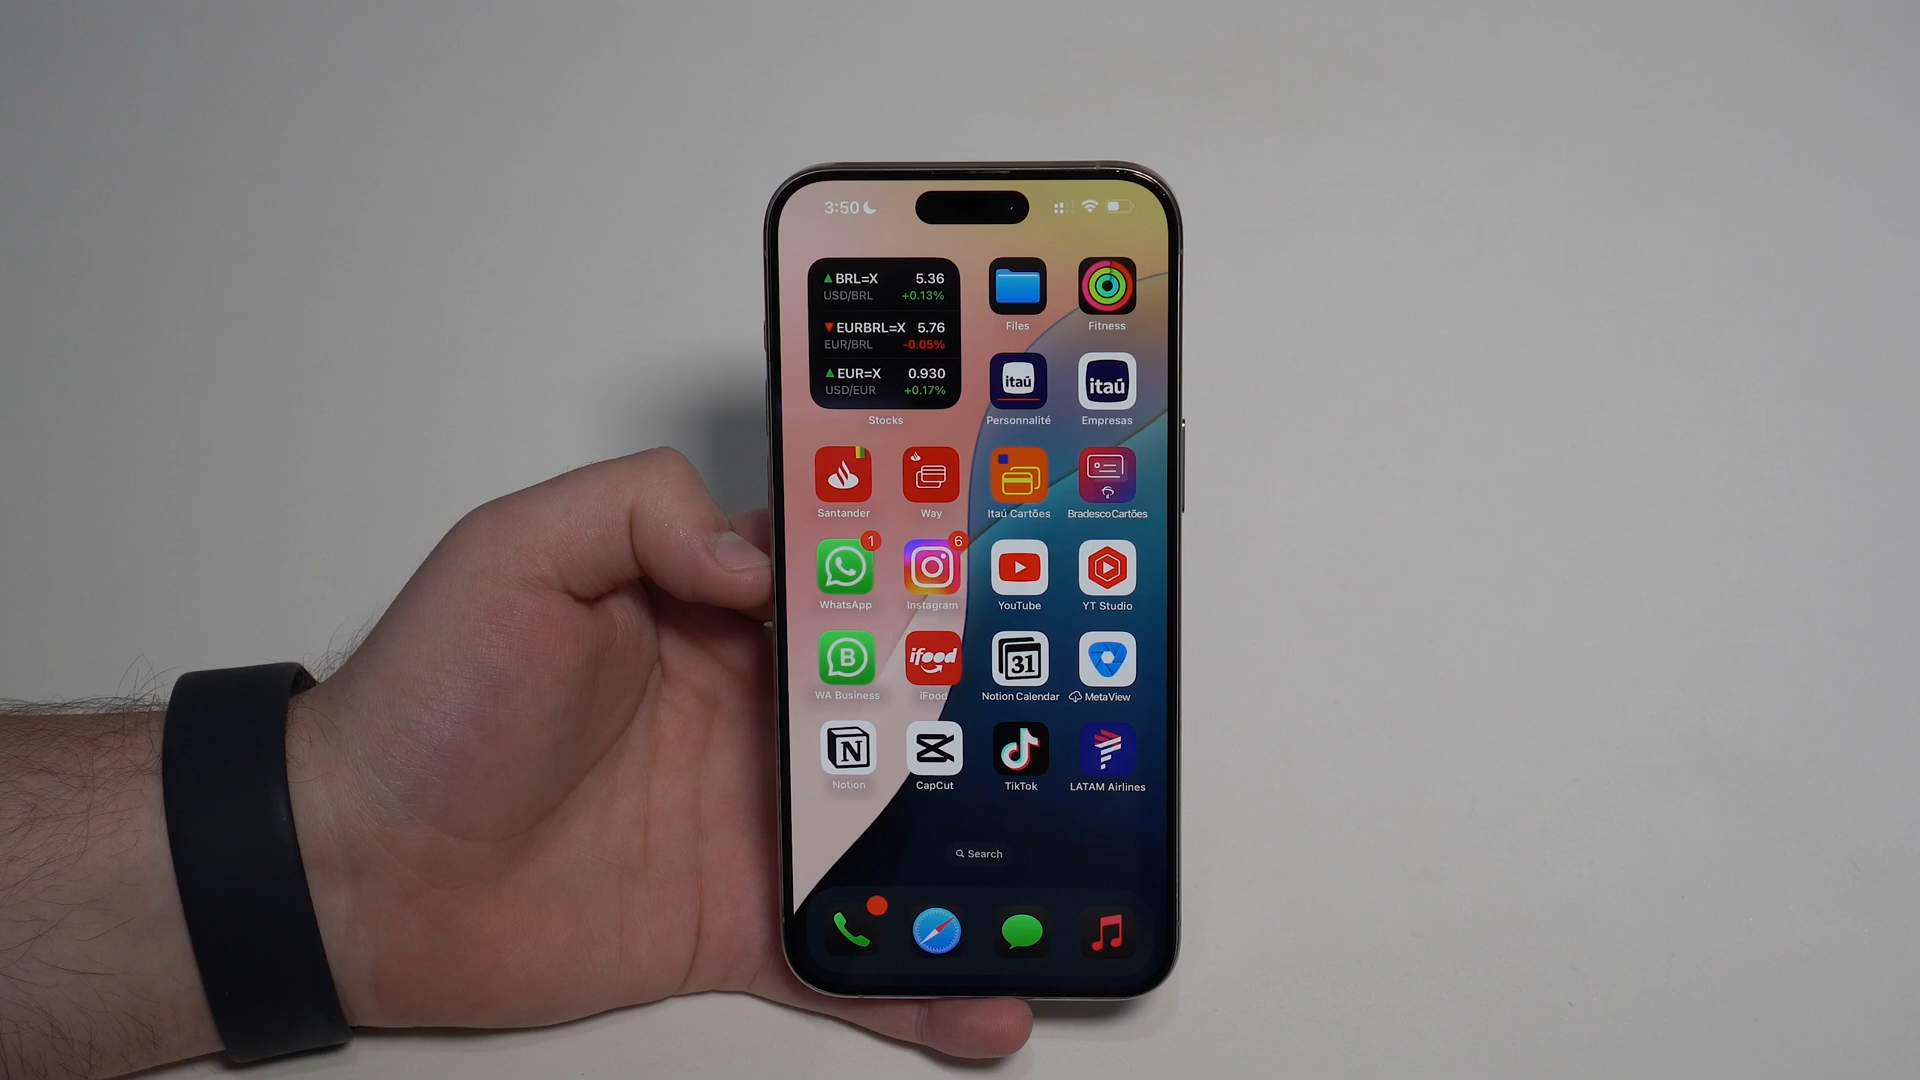 3:50
BRL=X 5.36
USD/BRL +0.13%
EURBRL=X 5.76
EUR/BRL -0.05%
EUR=X 0.930
USD/EUR +0.17%
Stocks
Files
Fitness
itaú
Personnalité
itaú
Empresas
Santander
Way
Itaú Cartões
BradescoCartões
1
WhatsApp
6
Instagram
YouTube
YT Studio
B
WA Business
ifood
iFood
31
Notion Calendar
MetaView
N
Notion
CapCut
TikTok
LATAM Airlines
Search